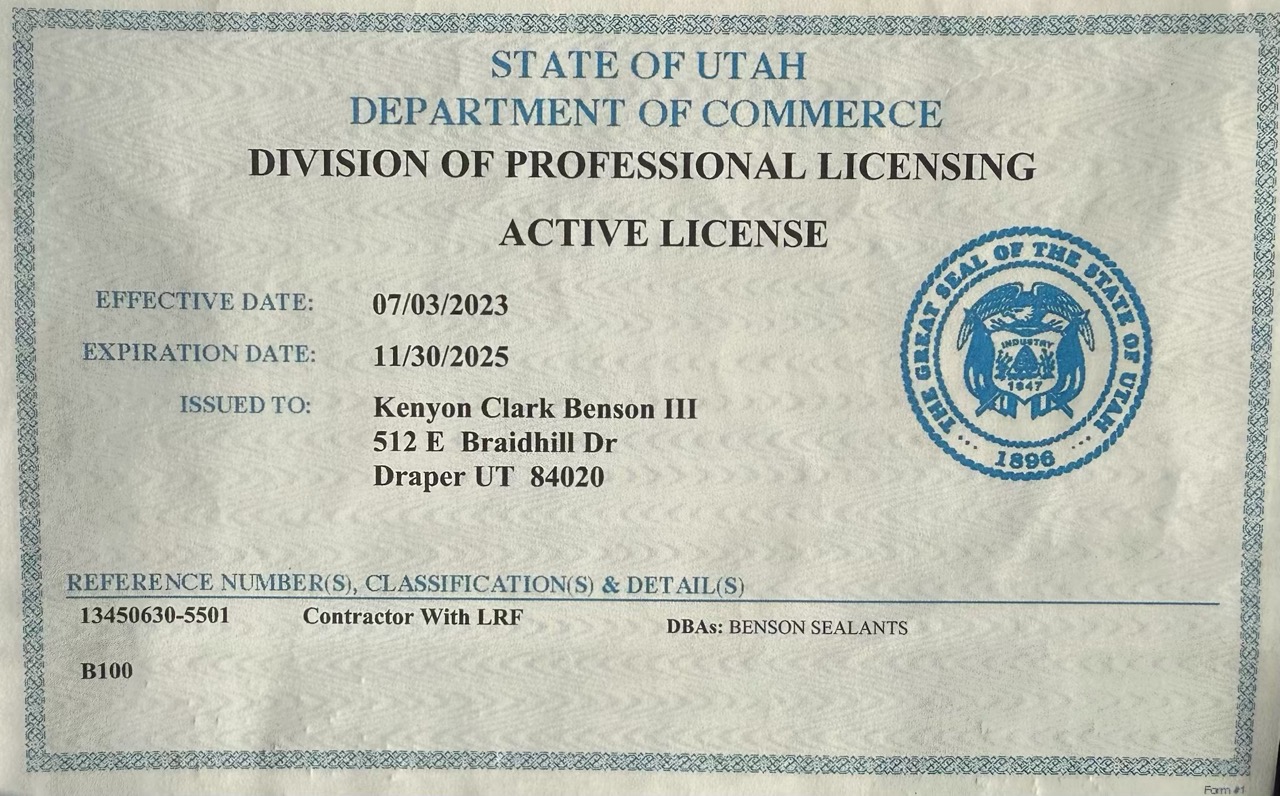 STATE OF UTAH
DEPARTMENT OF COMMERCE
DIVISION OF PROFESSIONAL LICENSING
ACTIVE LICENSE
EFFECTIVE DATE: 07/03/2023
EXPIRATION DATE: 11/30/2025
ISSUED TO: Kenyon Clark Benson III
512 E Braidhill Dr
Draper UT 84020
THE GREAT SEAL OF THE STATE OF UTAH
INDUSTRY
1847
1896
REFERENCE NUMBER(S), CLASSIFICATION(S) & DETAIL(S)
13450630-5501 Contractor With LRF DBAs: BENSON SEALANTS
B100
Form #1